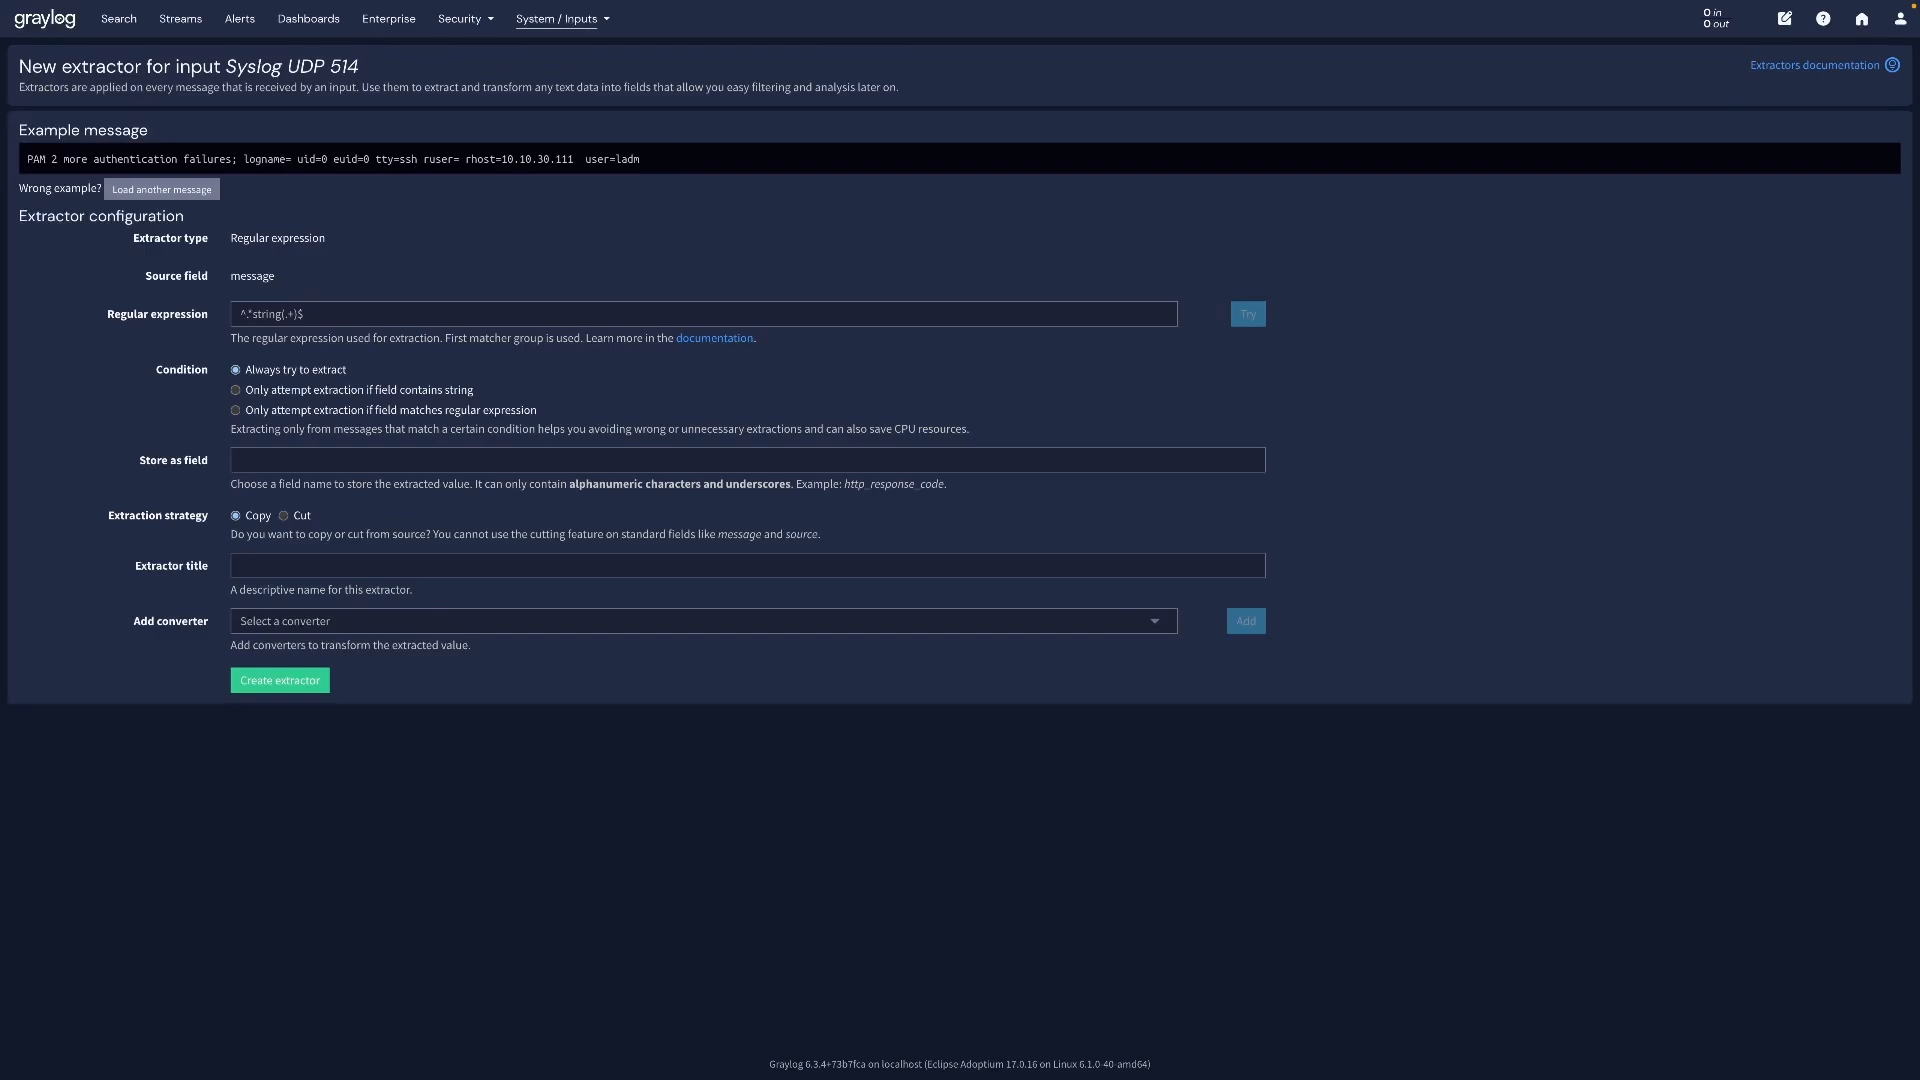 graylog Search Streams Alerts Dashboards Enterprise Security System / Inputs 0 in
0 out
New extractor for input Syslog UDP 514 Extractors documentation
Extractors are applied on every message that is received by an input. Use them to extract and transform any text data into fields that allow you easy filtering and analysis later on.
Example message
PAM 2 more authentication failures; logname= uid=0 euid=0 tty=ssh ruser= rhost=10.10.30.111  user=ladm
Wrong example? Load another message
Extractor configuration
Extractor type Regular expression
Source field message
Regular expression ^.*string(.+)$ Try
The regular expression used for extraction. First matcher group is used. Learn more in the documentation.
Condition Always try to extract
Only attempt extraction if field contains string
Only attempt extraction if field matches regular expression
Extracting only from messages that match a certain condition helps you avoiding wrong or unnecessary extractions and can also save CPU resources.
Store as field
Choose a field name to store the extracted value. It can only contain alphanumeric characters and underscores. Example: http_response_code.
Extraction strategy Copy Cut
Do you want to copy or cut from source? You cannot use the cutting feature on standard fields like message and source.
Extractor title
A descriptive name for this extractor.
Add converter Select a converter Add
Add converters to transform the extracted value.
Create extractor
Graylog 6.3.4+73b7fca on localhost (Eclipse Adoptium 17.0.16 on Linux 6.1.0-40-amd64)